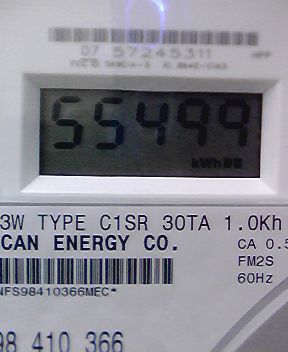 07 57245311
55499
kWh
3W TYPE C1SR 30TA 1.0Kh
CAN ENERGY CO.
CA 0.5
FM2S
60Hz
NFS98410366MEC*
98 410 366